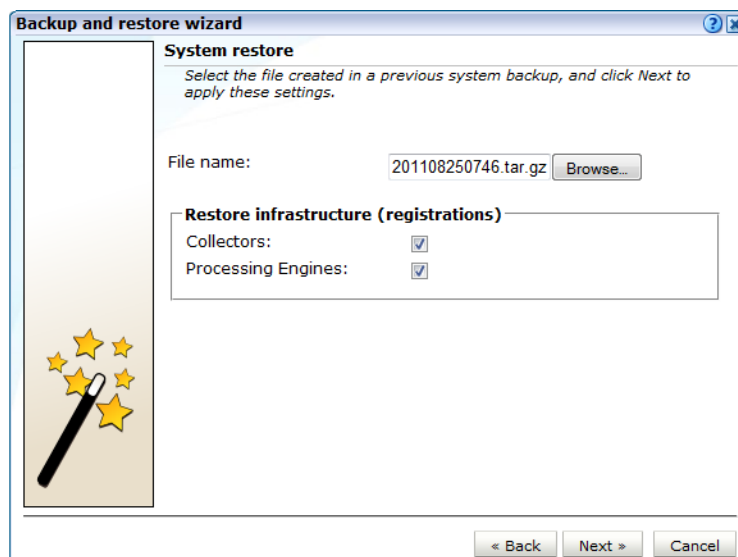 Backup and restore wizard
System restore
Select the file created in a previous system backup, and click Next to
apply these settings.
File name: 201108250746.tar.gz Browse...
Restore infrastructure (registrations)
Collectors:
Processing Engines:
« Back Next » Cancel